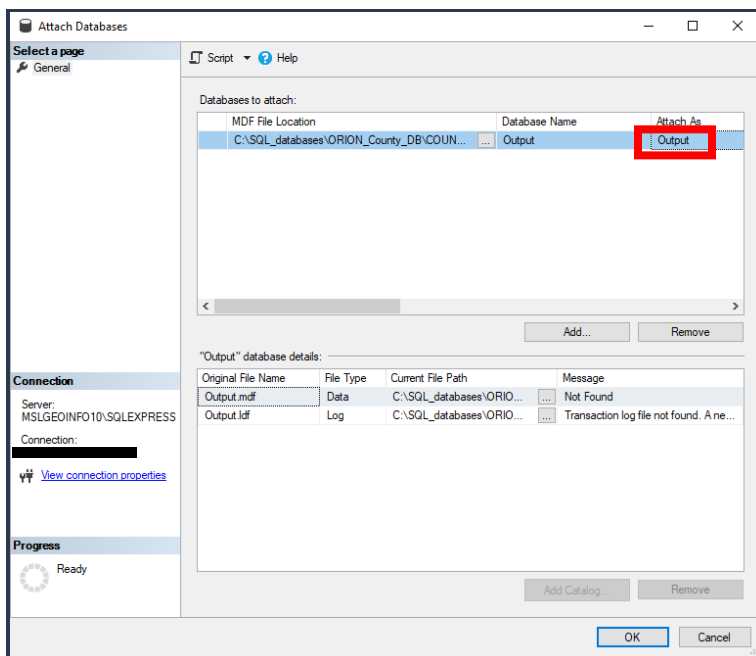 Attach Databases
Select a page
General
Script Help
Databases to attach:
MDF File Location Database Name Attach As
C:\SQL_databases\ORION_County_DB\COUN... ... Output Output
Add... Remove
"Output" database details:
Original File Name File Type Current File Path Message
Output.mdf Data C:\SQL_databases\ORIO... ... Not Found
Output.ldf Log C:\SQL_databases\ORIO... ... Transaction log file not found. A ne...
Connection
Server:
MSLGEOINFO10\SQLEXPRESS
Connection:
View connection properties
Progress
Ready
Add Catalog... Remove
OK Cancel